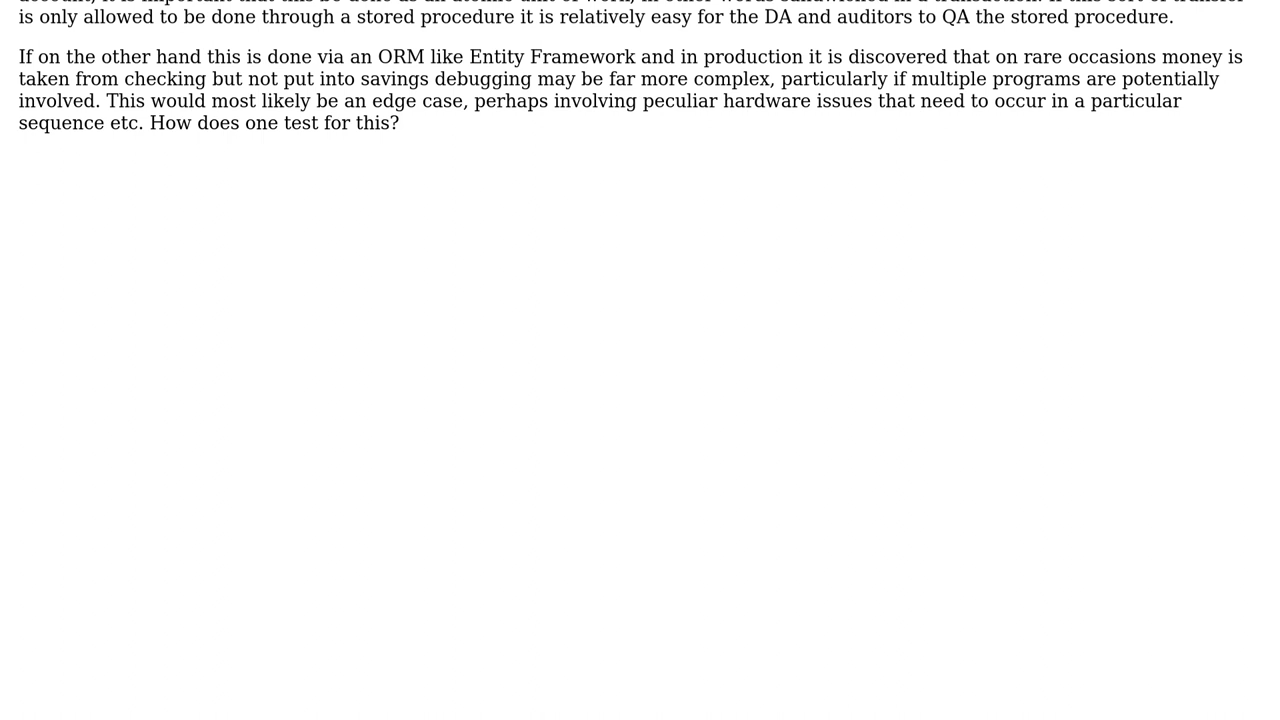 is only allowed to be done through a stored procedure it is relatively easy for the DA and auditors to QA the stored procedure.
If on the other hand this is done via an ORM like Entity Framework and in production it is discovered that on rare occasions money is
taken from checking but not put into savings debugging may be far more complex, particularly if multiple programs are potentially
involved. This would most likely be an edge case, perhaps involving peculiar hardware issues that need to occur in a particular
sequence etc. How does one test for this?